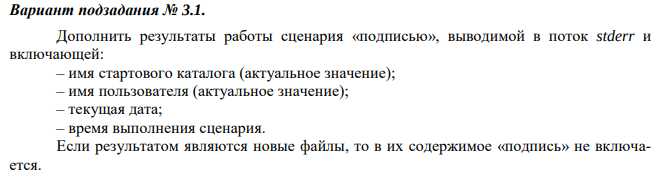 Вариант подзадания № 3.1.
Дополнить результаты работы сценария «подписью», выводимой в поток stderr и
включающей:
– имя стартового каталога (актуальное значение);
– имя пользователя (актуальное значение);
– текущая дата;
– время выполнения сценария.
Если результатом являются новые файлы, то в их содержимое «подпись» не включа-
ется.